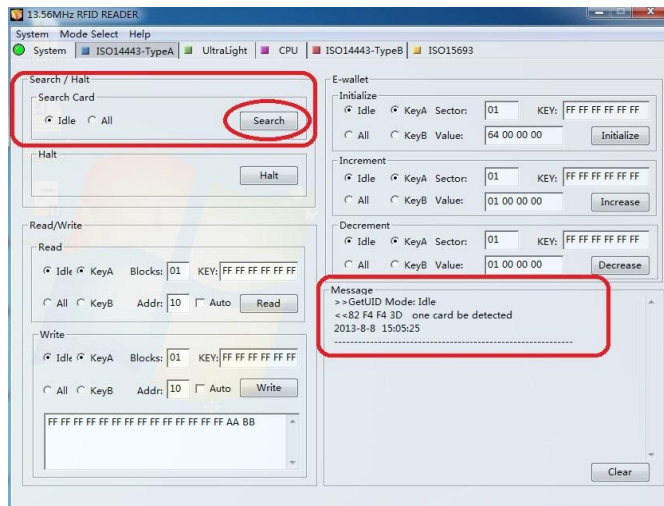 13.56MHz RFID READER
System Mode Select Help
System ISO14443-TypeA UltraLight CPU ISO14443-TypeB ISO15693
Search / Halt
Search Card
Idle All Search
Halt
Halt
Read/Write
Read
Idle KeyA Blocks: 01 KEY: FF FF FF FF FF FF
All KeyB Addr: 10 Auto Read
Write
Idle KeyA Blocks: 01 KEY: FF FF FF FF FF FF
All KeyB Addr: 10 Auto Write
FF FF FF FF FF FF FF FF FF FF FF FF FF FF AA BB
E-wallet
Initialize
Idle KeyA Sector: 01 KEY: FF FF FF FF FF FF
All KeyB Value: 64 00 00 00 Initialize
Increment
Idle KeyA Sector: 01 KEY: FF FF FF FF FF FF
All KeyB Value: 01 00 00 00 Increase
Decrement
Idle KeyA Sector: 01 KEY: FF FF FF FF FF FF
All KeyB Value: 01 00 00 00 Decrease
Message
>>GetUID Mode: Idle
<<82 F4 F4 3D one card be detected
2013-8-8 15:05:25
--------------------------------------------------------------
Clear